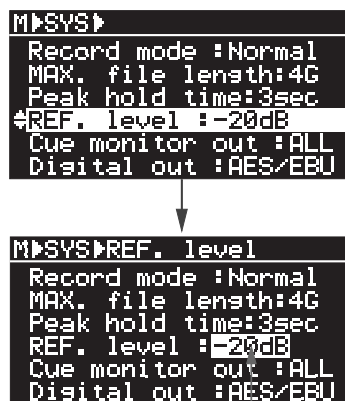 M▶SYS▶
Record mode :Normal
MAX. file length:4G
Peak hold time:3sec
REF. level :-20dB
Cue monitor out :ALL
Digital out :AES/EBU
M▶SYS▶REF. level
Record mode :Normal
MAX. file length:4G
Peak hold time:3sec
REF. level :-20dB
Cue monitor out :ALL
Digital out :AES/EBU